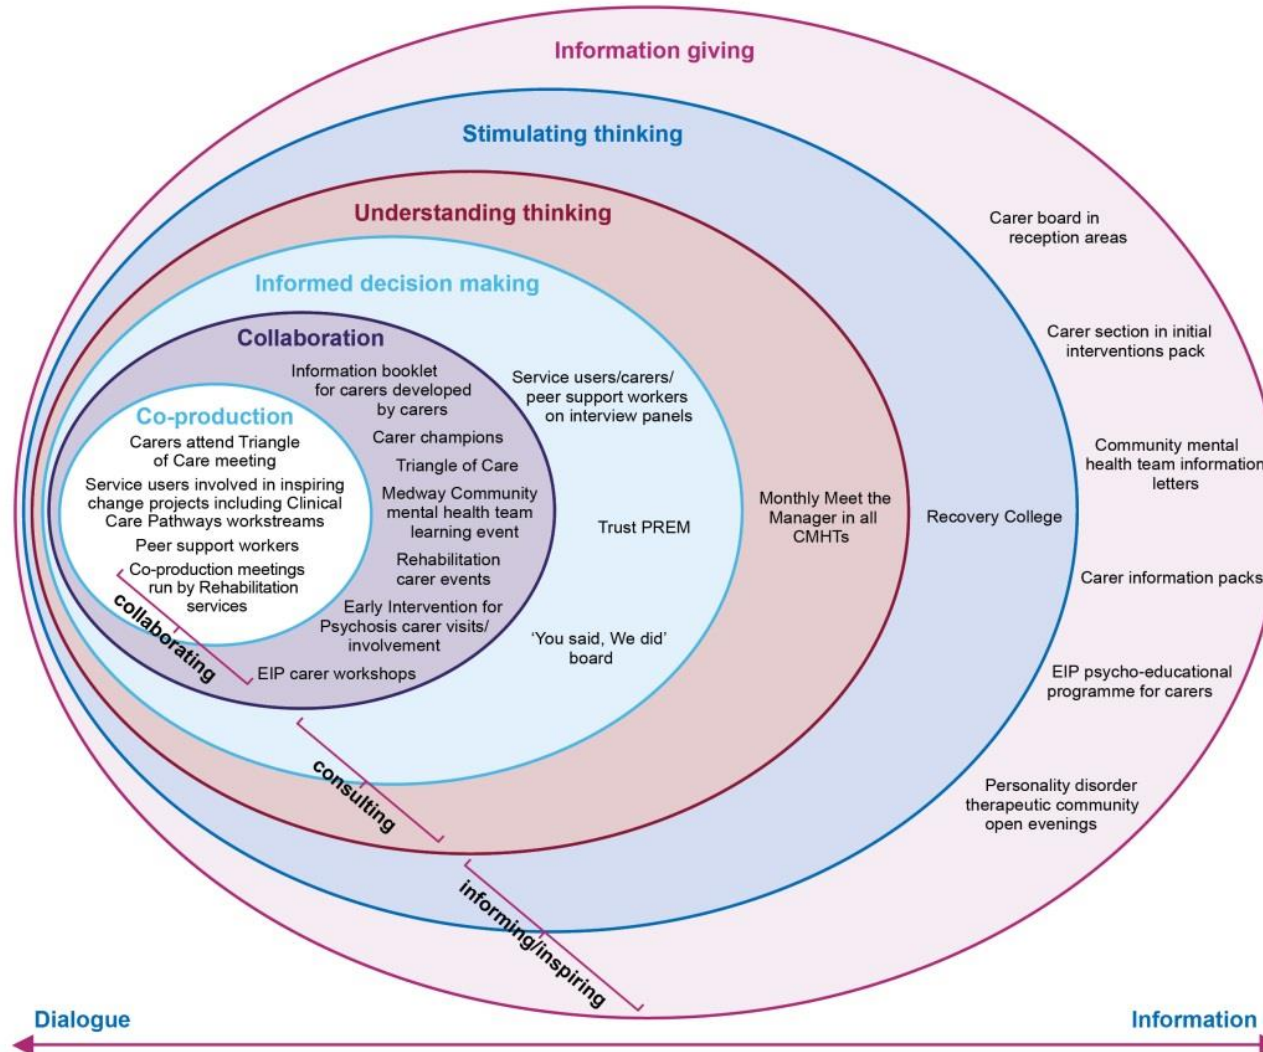 Information giving
Stimulating thinking
Understanding thinking
Informed decision making
Collaboration
Co-production
Carers attend Triangle
of Care meeting
Service users involved in inspiring
change projects including Clinical
Care Pathways workstreams
Peer support workers
Co-production meetings
run by Rehabilitation
services
collaborating
Information booklet
for carers developed
by carers
Carer champions
Triangle of Care
Medway Community
mental health team
learning event
Rehabilitation
carer events
Early Intervention for
Psychosis carer visits/
involvement
EIP carer workshops
Service users/carers/
peer support workers
on interview panels
Trust PREM
‘You said, We did’
board
consulting
Monthly Meet the
Manager in all
CMHTs
Recovery College
informing/inspiring
Carer board in
reception areas
Carer section in initial
interventions pack
Community mental
health team information
letters
Carer information packs
EIP psycho-educational
programme for carers
Personality disorder
therapeutic community
open evenings
Dialogue
Information